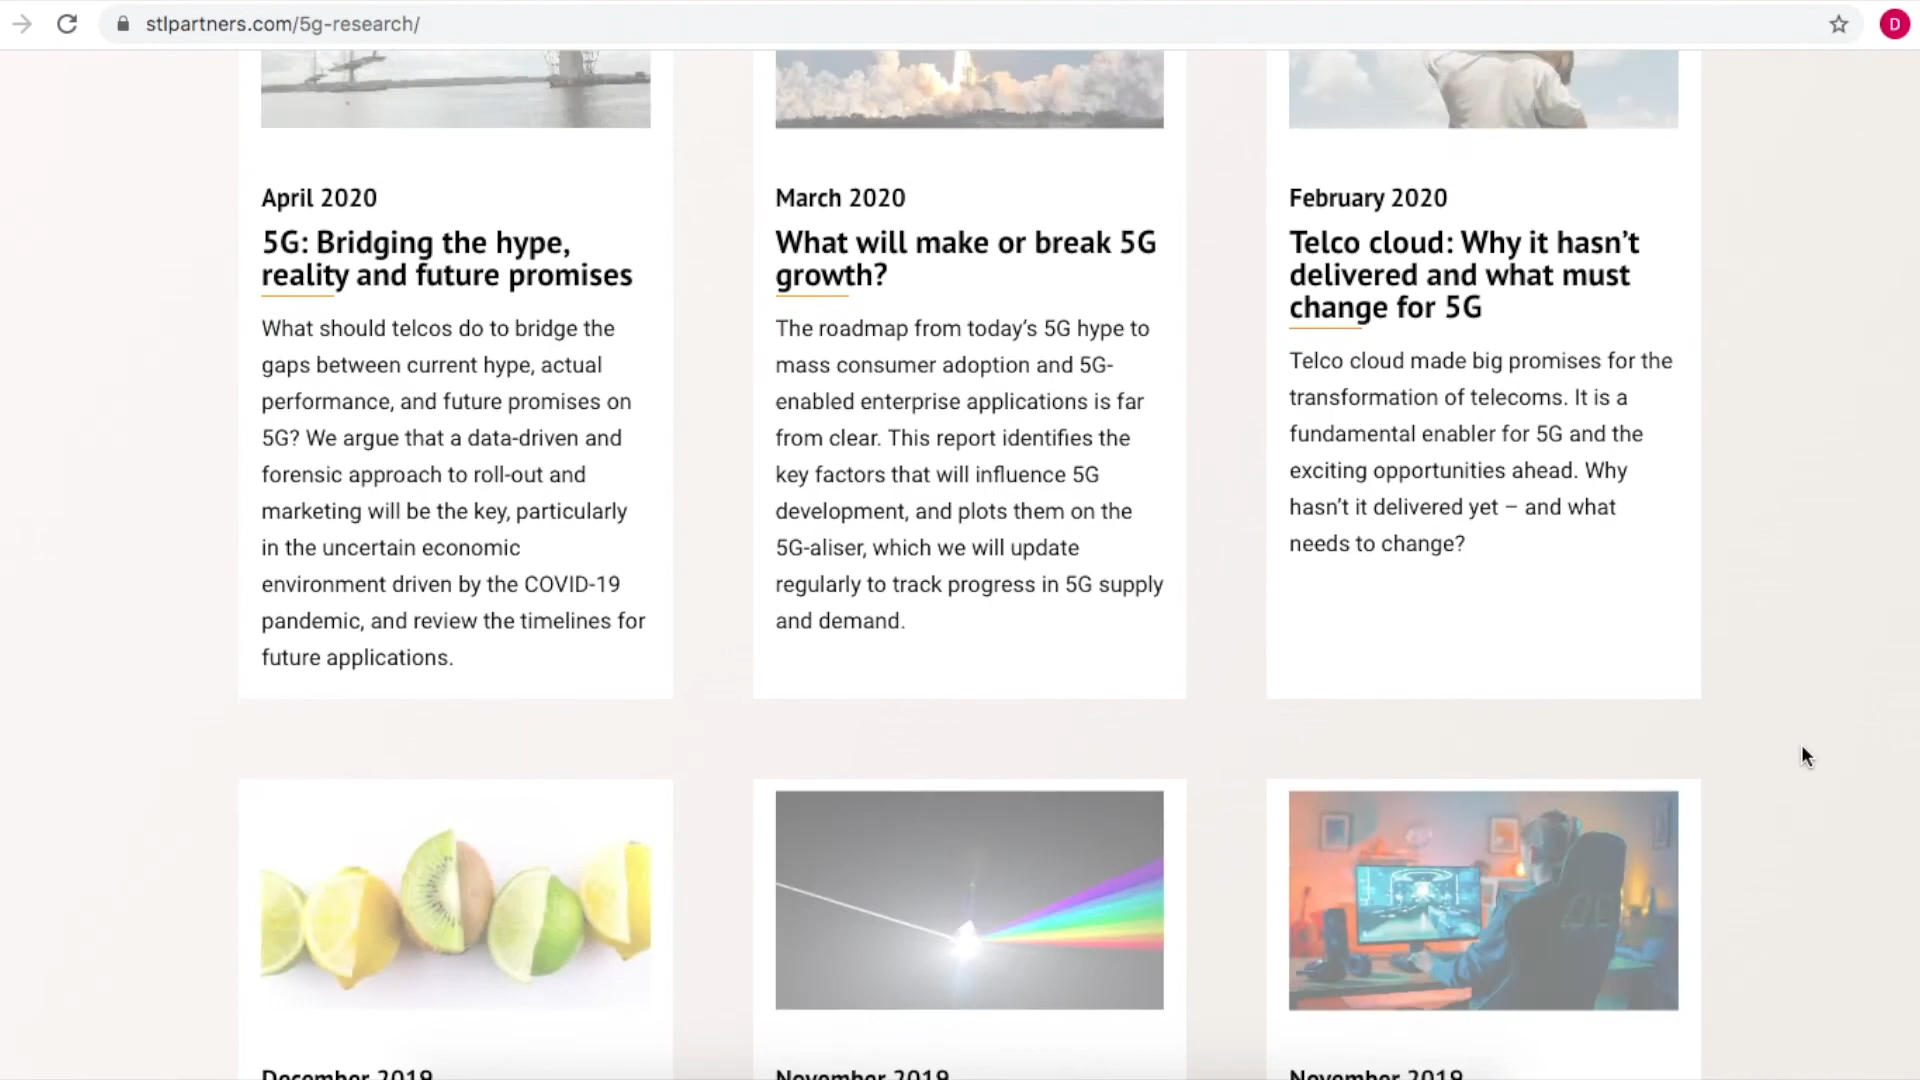 stlpartners.com/5g-research/
D
April 2020
5G: Bridging the hype,
reality and future promises
What should telcos do to bridge the
gaps between current hype, actual
performance, and future promises on
5G? We argue that a data-driven and
forensic approach to roll-out and
marketing will be the key, particularly
in the uncertain economic
environment driven by the COVID-19
pandemic, and review the timelines for
future applications.
March 2020
What will make or break 5G
growth?
The roadmap from today’s 5G hype to
mass consumer adoption and 5G-
enabled enterprise applications is far
from clear. This report identifies the
key factors that will influence 5G
development, and plots them on the
5G-aliser, which we will update
regularly to track progress in 5G supply
and demand.
February 2020
Telco cloud: Why it hasn’t
delivered and what must
change for 5G
Telco cloud made big promises for the
transformation of telecoms. It is a
fundamental enabler for 5G and the
exciting opportunities ahead. Why
hasn’t it delivered yet – and what
needs to change?
December 2019
November 2019
November 2019